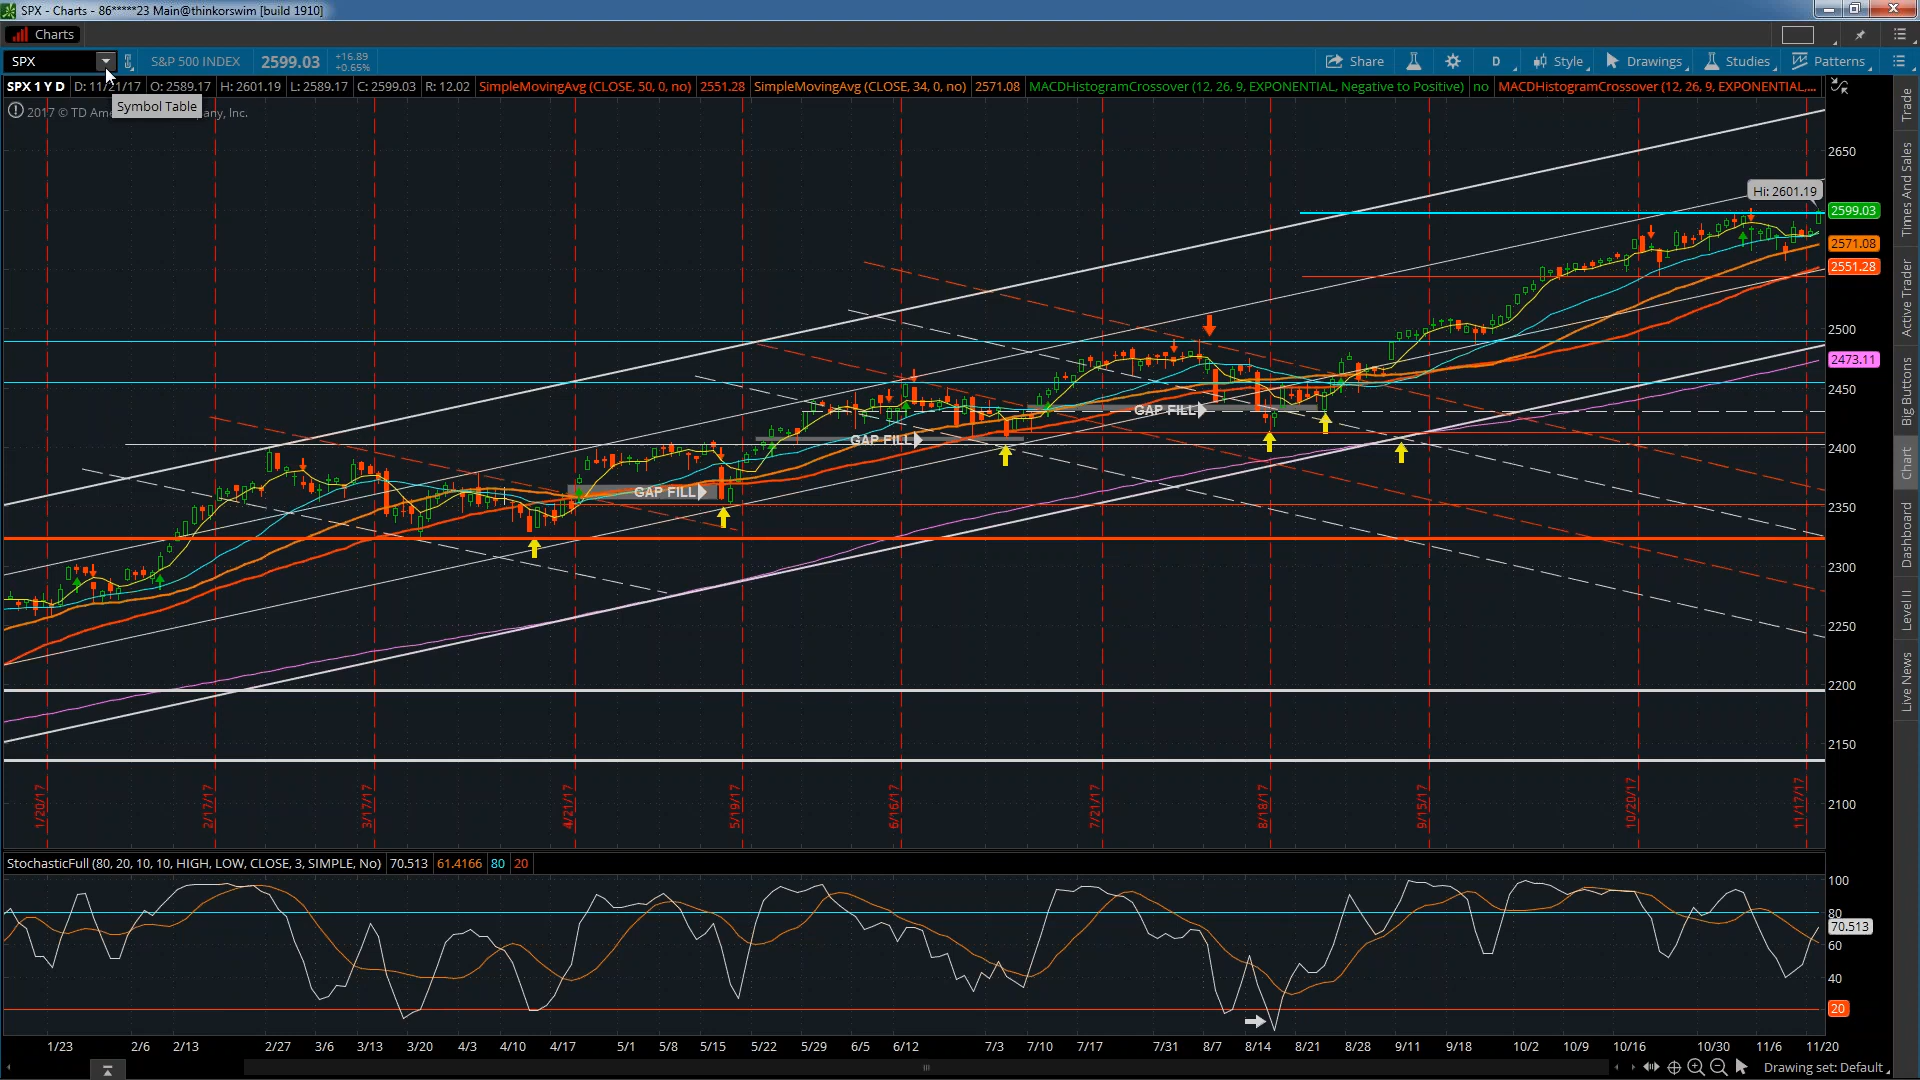 SPX - Charts - 86*****23 Main@thinkorswim [build 1910]
Charts
SPX S&P 500 INDEX 2599.03 +16.89 +0.65% Share D Style Drawings Studies Patterns
SPX 1 Y D D: 11/21/17 O: 2589.17 H: 2601.19 L: 2589.17 C: 2599.03 R: 12.02 SimpleMovingAvg (CLOSE, 50, 0, no) 2551.28 SimpleMovingAvg (CLOSE, 34, 0, no) 2571.08 MACDHistogramCrossover (12, 26, 9, EXPONENTIAL, Negative to Positive) no MACDHistogramCrossover (12, 26, 9, EXPONENTIAL,...
Symbol Table
2017 © TD Am ny, Inc.
Hi: 2601.19
2650
2599.03
2571.08
2551.28
2500
2473.11
2450
2400
2350
2300
2250
2200
2150
2100
GAP FILL
GAP FILL
GAP FILL
1/20/17 2/17/17 3/17/17 4/21/17 5/19/17 6/16/17 7/21/17 8/18/17 9/15/17 10/20/17 11/17/17
StochasticFull (80, 20, 10, 10, HIGH, LOW, CLOSE, 3, SIMPLE, No) 70.513 61.4166 80 20
100
80
70.513
60
40
20
1/23 2/6 2/13 2/27 3/6 3/13 3/20 4/3 4/10 4/17 5/1 5/8 5/15 5/22 5/29 6/5 6/12 7/3 7/10 7/17 7/31 8/7 8/14 8/21 8/28 9/11 9/18 10/2 10/9 10/16 10/30 11/6 11/20
Drawing set: Default
Trade
Times And Sales
Active Trader
Big Buttons
Chart
Dashboard
Level II
Live News